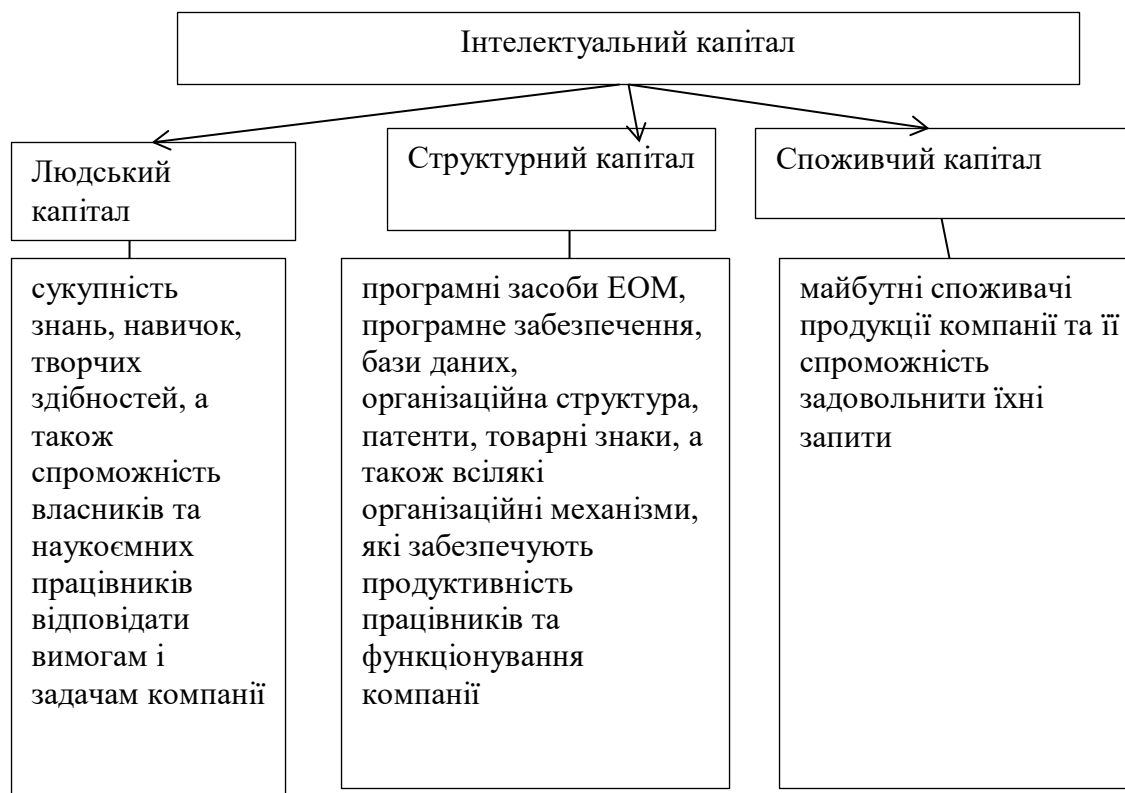 Інтелектуальний капітал
Людський
капітал
Структурний капітал
Споживчий капітал
сукупність
знань, навичок,
творчих
здібностей, а
також
спроможність
власників та
наукоємних
працівників
відповідати
вимогам і
задачам компанії
програмні засоби ЕОМ,
програмне забезпечення,
бази даних,
організаційна структура,
патенти, товарні знаки, а
також всілякі
організаційні механізми,
які забезпечують
продуктивність
працівників та
функціонування
компанії
майбутні споживачі
продукції компанії та її
спроможність
задовольнити їхні
запити